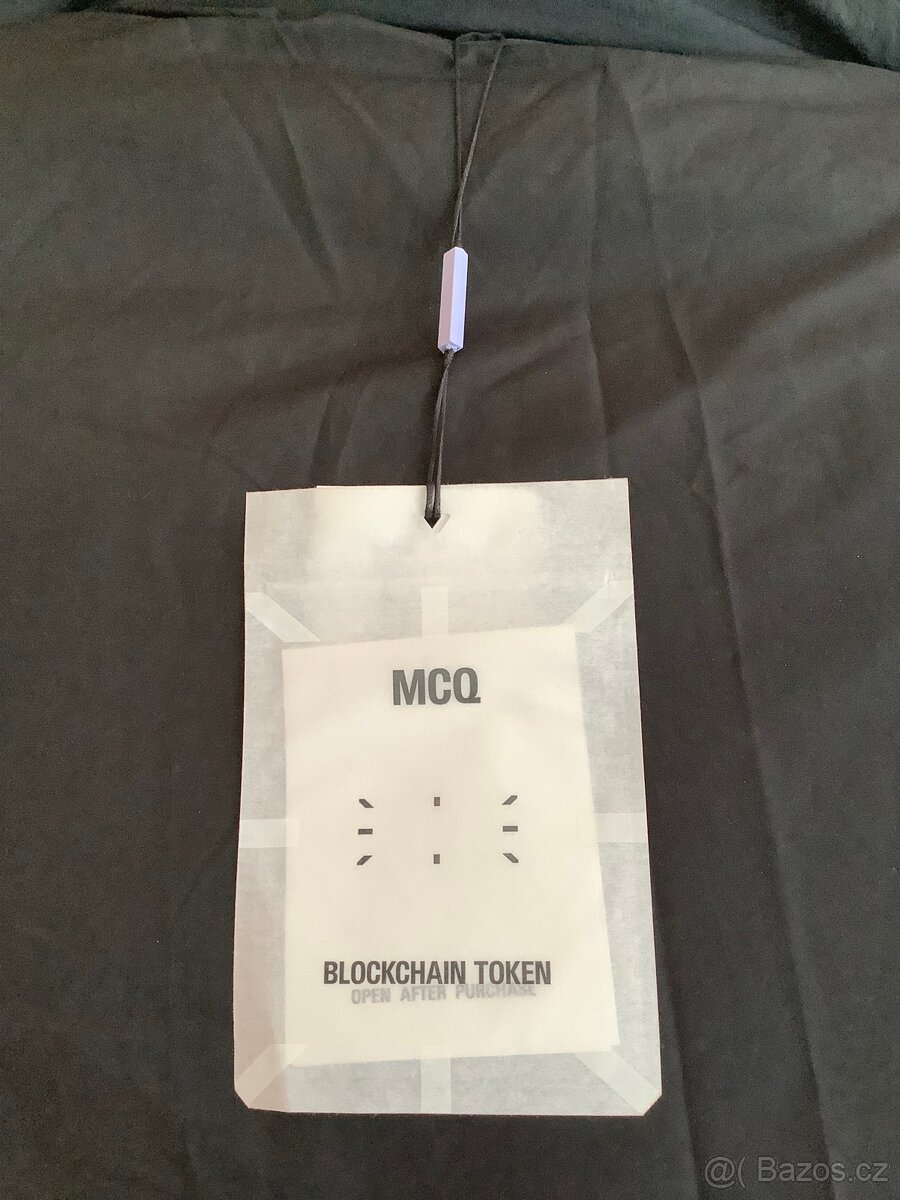 MCQ
BLOCKCHAIN TOKEN
OPEN AFTER PURCHASE
@( Bazos.cz